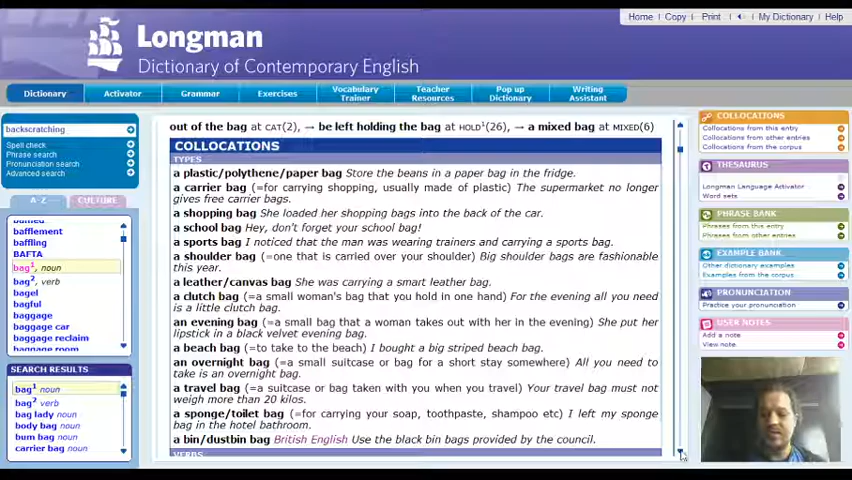 Home | Copy | Print | My Dictionary | Help
Longman
Dictionary of Contemporary English
Dictionary Activator Grammar Exercises Vocabulary Trainer Teacher Resources Pop up Dictionary Writing Assistant
backscratching
Spell check
Phrase search
Pronunciation search
Advanced search
A-Z CULTURE
bafflement
baffling
BAFTA
bag1, noun
bag2, verb
bagel
bagful
baggage
baggage car
baggage reclaim
baggage room
SEARCH RESULTS
bag1 noun
bag2 verb
bag lady noun
body bag noun
bum bag noun
carrier bag noun
out of the bag at CAT(2), → be left holding the bag at HOLD1(26), → a mixed bag at MIXED(6)
COLLOCATIONS
TYPES
a plastic/polythene/paper bag Store the beans in a paper bag in the fridge.
a carrier bag (=for carrying shopping, usually made of plastic) The supermarket no longer
gives free carrier bags.
a shopping bag She loaded her shopping bags into the back of the car.
a school bag Hey, don't forget your school bag!
a sports bag I noticed that the man was wearing trainers and carrying a sports bag.
a shoulder bag (=one that is carried over your shoulder) Big shoulder bags are fashionable
this year.
a leather/canvas bag She was carrying a smart leather bag.
a clutch bag (=a small woman's bag that you hold in one hand) For the evening all you need
is a little clutch bag.
an evening bag (=a small bag that a woman takes out with her in the evening) She put her
lipstick in a black velvet evening bag.
a beach bag (=to take to the beach) I bought a big striped beach bag.
an overnight bag (=a small suitcase or bag for a short stay somewhere) All you need to
take is an overnight bag.
a travel bag (=a suitcase or bag taken with you when you travel) Your travel bag must not
weigh more than 20 kilos.
a sponge/toilet bag (=for carrying your soap, toothpaste, shampoo etc) I left my sponge
bag in the hotel bathroom.
a bin/dustbin bag British English Use the black bin bags provided by the council.
VERBS
COLLOCATIONS
Collocations from this entry
Collocations from other entries
Collocations from the corpus
THESAURUS
Longman Language Activator
Word sets
PHRASE BANK
Phrases from this entry
Phrases from other entries
EXAMPLE BANK
Other dictionary examples
Examples from the corpus
PRONUNCIATION
Practice your pronunciation
USER NOTES
Add a note
View note